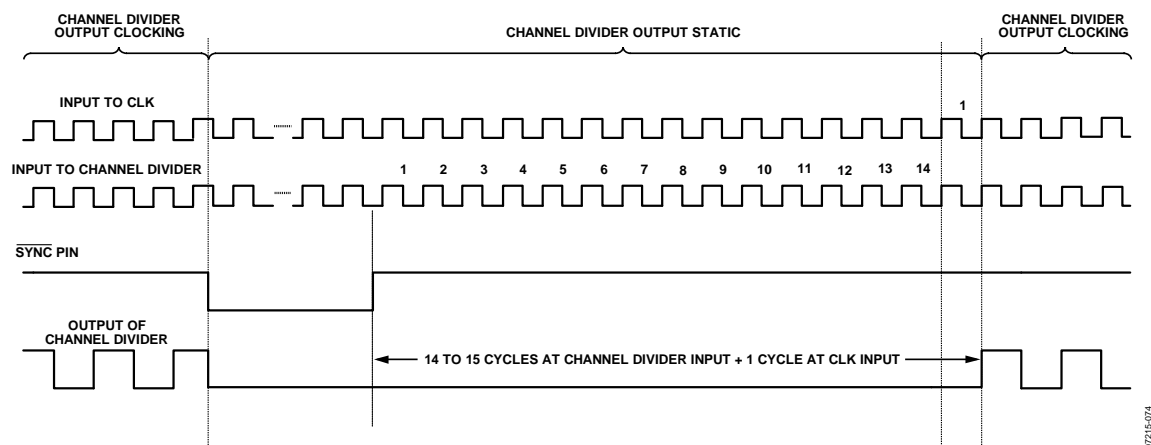 CHANNEL DIVIDER
OUTPUT CLOCKING
CHANNEL DIVIDER OUTPUT STATIC
CHANNEL DIVIDER
OUTPUT CLOCKING
INPUT TO CLK
1
INPUT TO CHANNEL DIVIDER
1 2 3 4 5 6 7 8 9 10 11 12 13 14
SYNC PIN
OUTPUT OF
CHANNEL DIVIDER
14 TO 15 CYCLES AT CHANNEL DIVIDER INPUT + 1 CYCLE AT CLK INPUT
07215-074